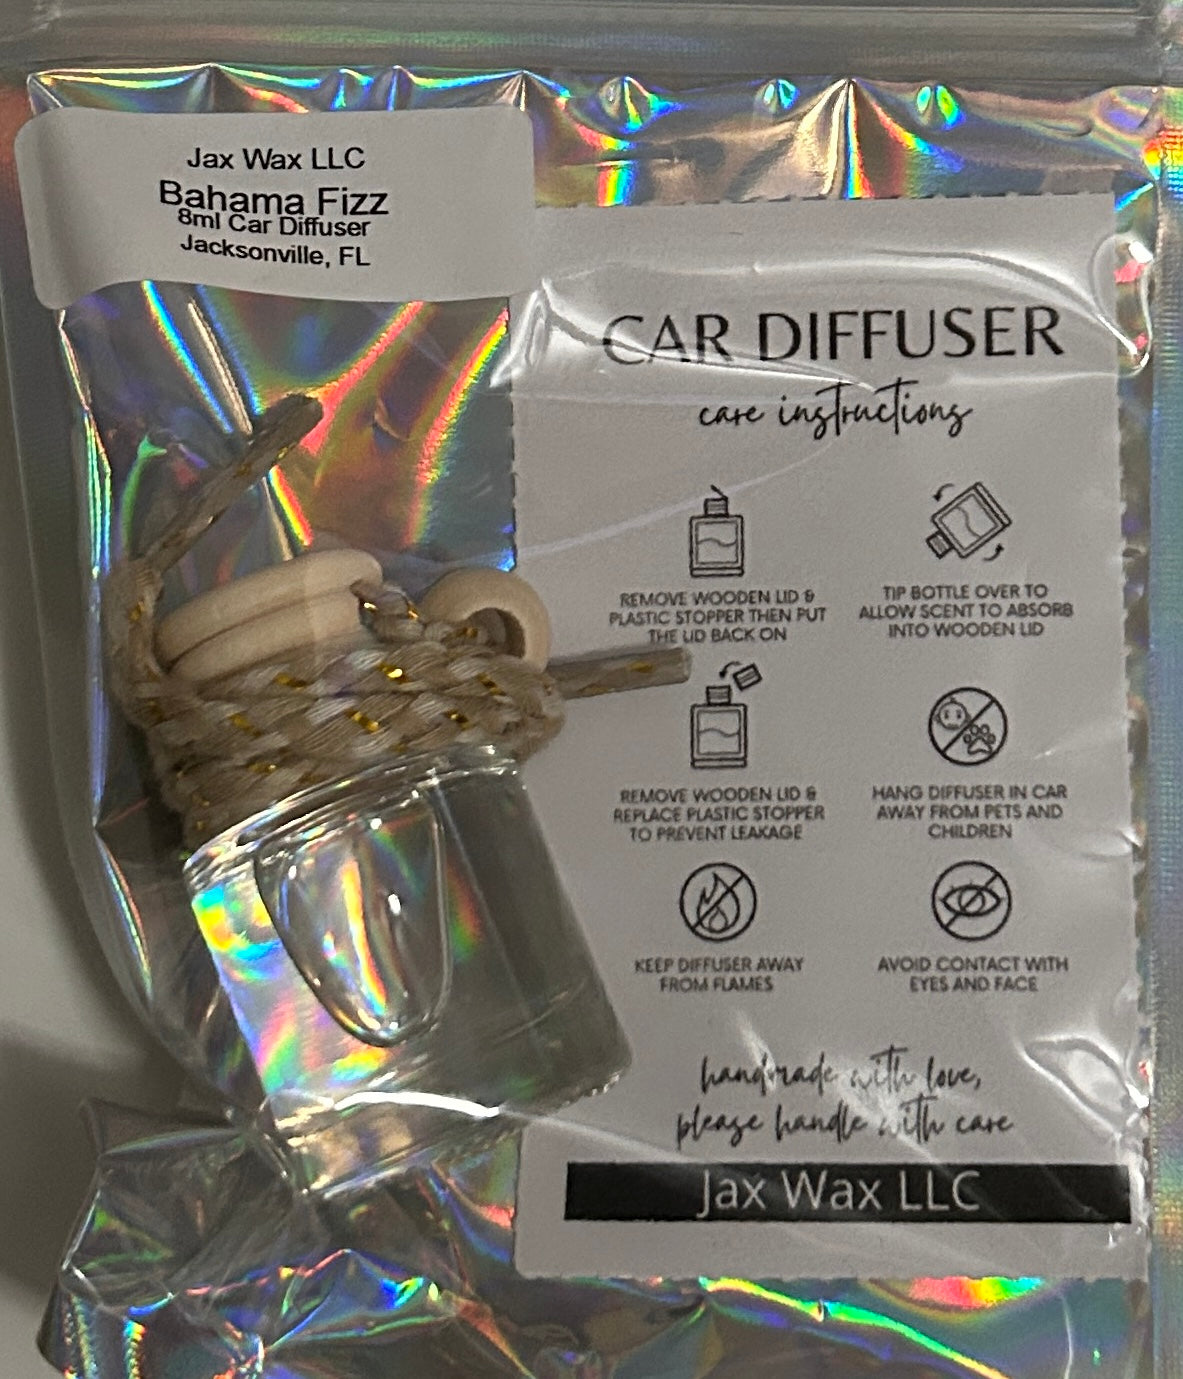 Jax Wax LLC
Bahama Fizz
8ml Car Diffuser
Jacksonville, FL
CAR DIFFUSER
care instructions
REMOVE WOODEN LID &
PLASTIC STOPPER THEN PUT
THE LID BACK ON
TIP BOTTLE OVER TO
ALLOW SCENT TO ABSORB
INTO WOODEN LID
REMOVE WOODEN LID &
REPLACE PLASTIC STOPPER
TO PREVENT LEAKAGE
HANG DIFFUSER IN CAR
AWAY FROM PETS AND
CHILDREN
KEEP DIFFUSER AWAY
FROM FLAMES
AVOID CONTACT WITH
EYES AND FACE
handmade with love,
please handle with care
Jax Wax LLC